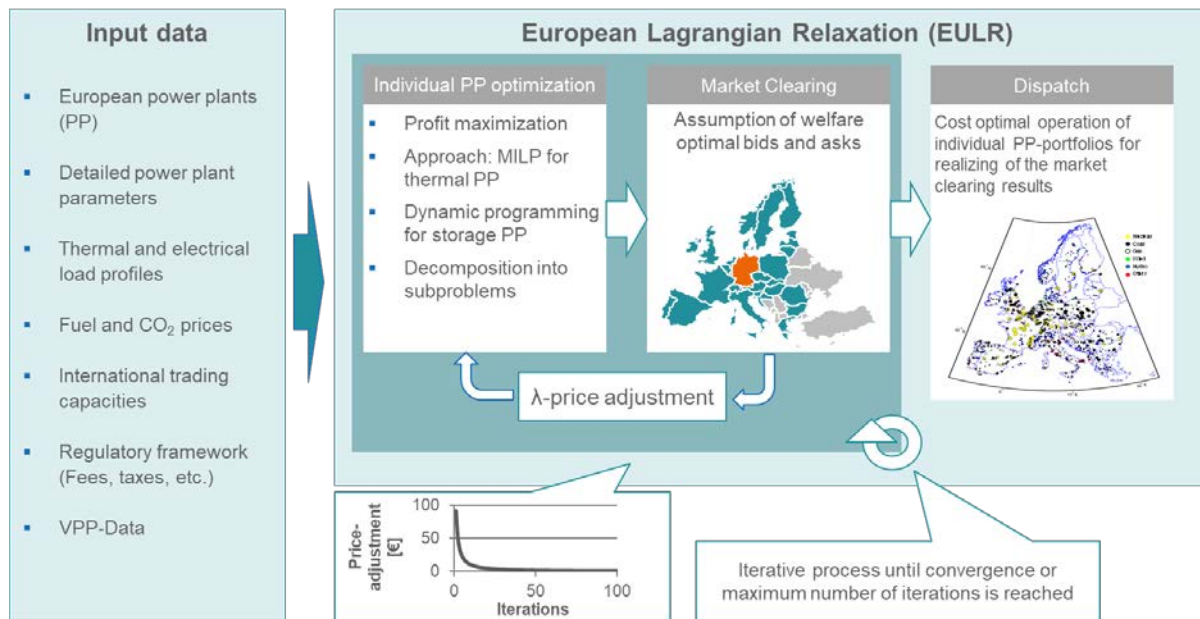 Input data
▪ European power plants
(PP)
▪ Detailed power plant
parameters
▪ Thermal and electrical
load profiles
▪ Fuel and CO₂ prices
▪ International trading
capacities
▪ Regulatory framework
(Fees, taxes, etc.)
▪ VPP-Data
European Lagrangian Relaxation (EULR)
Individual PP optimization
▪ Profit maximization
▪ Approach: MILP for
thermal PP
▪ Dynamic programming
for storage PP
▪ Decomposition into
subproblems
Market Clearing
Assumption of welfare
optimal bids and asks
Dispatch
Cost optimal operation of
individual PP-portfolios for
realizing of the market
clearing results
λ-price adjustment
Price-
adjustment
[€]
100
50
0
0 50 100
Iterations
Iterative process until convergence or
maximum number of iterations is reached